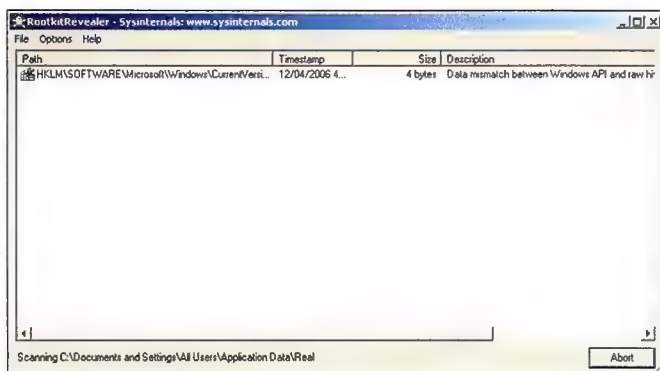 RootkitRevealer - Sysinternals: www.sysinternals.com
File Options Help
Path Timestamp Size Description
HKLM\SOFTWARE\Microsoft\Windows\CurrentVersi... 12/04/2006 4... 4 bytes Data mismatch between Windows API and raw hi
Scanning C:\Documents and Settings\All Users\Application Data\Real
Abort